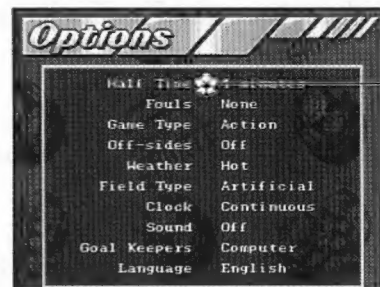 Options
Half Time 4 minutes
Fouls None
Game Type Action
Off-sides Off
Weather Hot
Field Type Artificial
Clock Continuous
Sound Off
Goal Keepers Computer
Language English